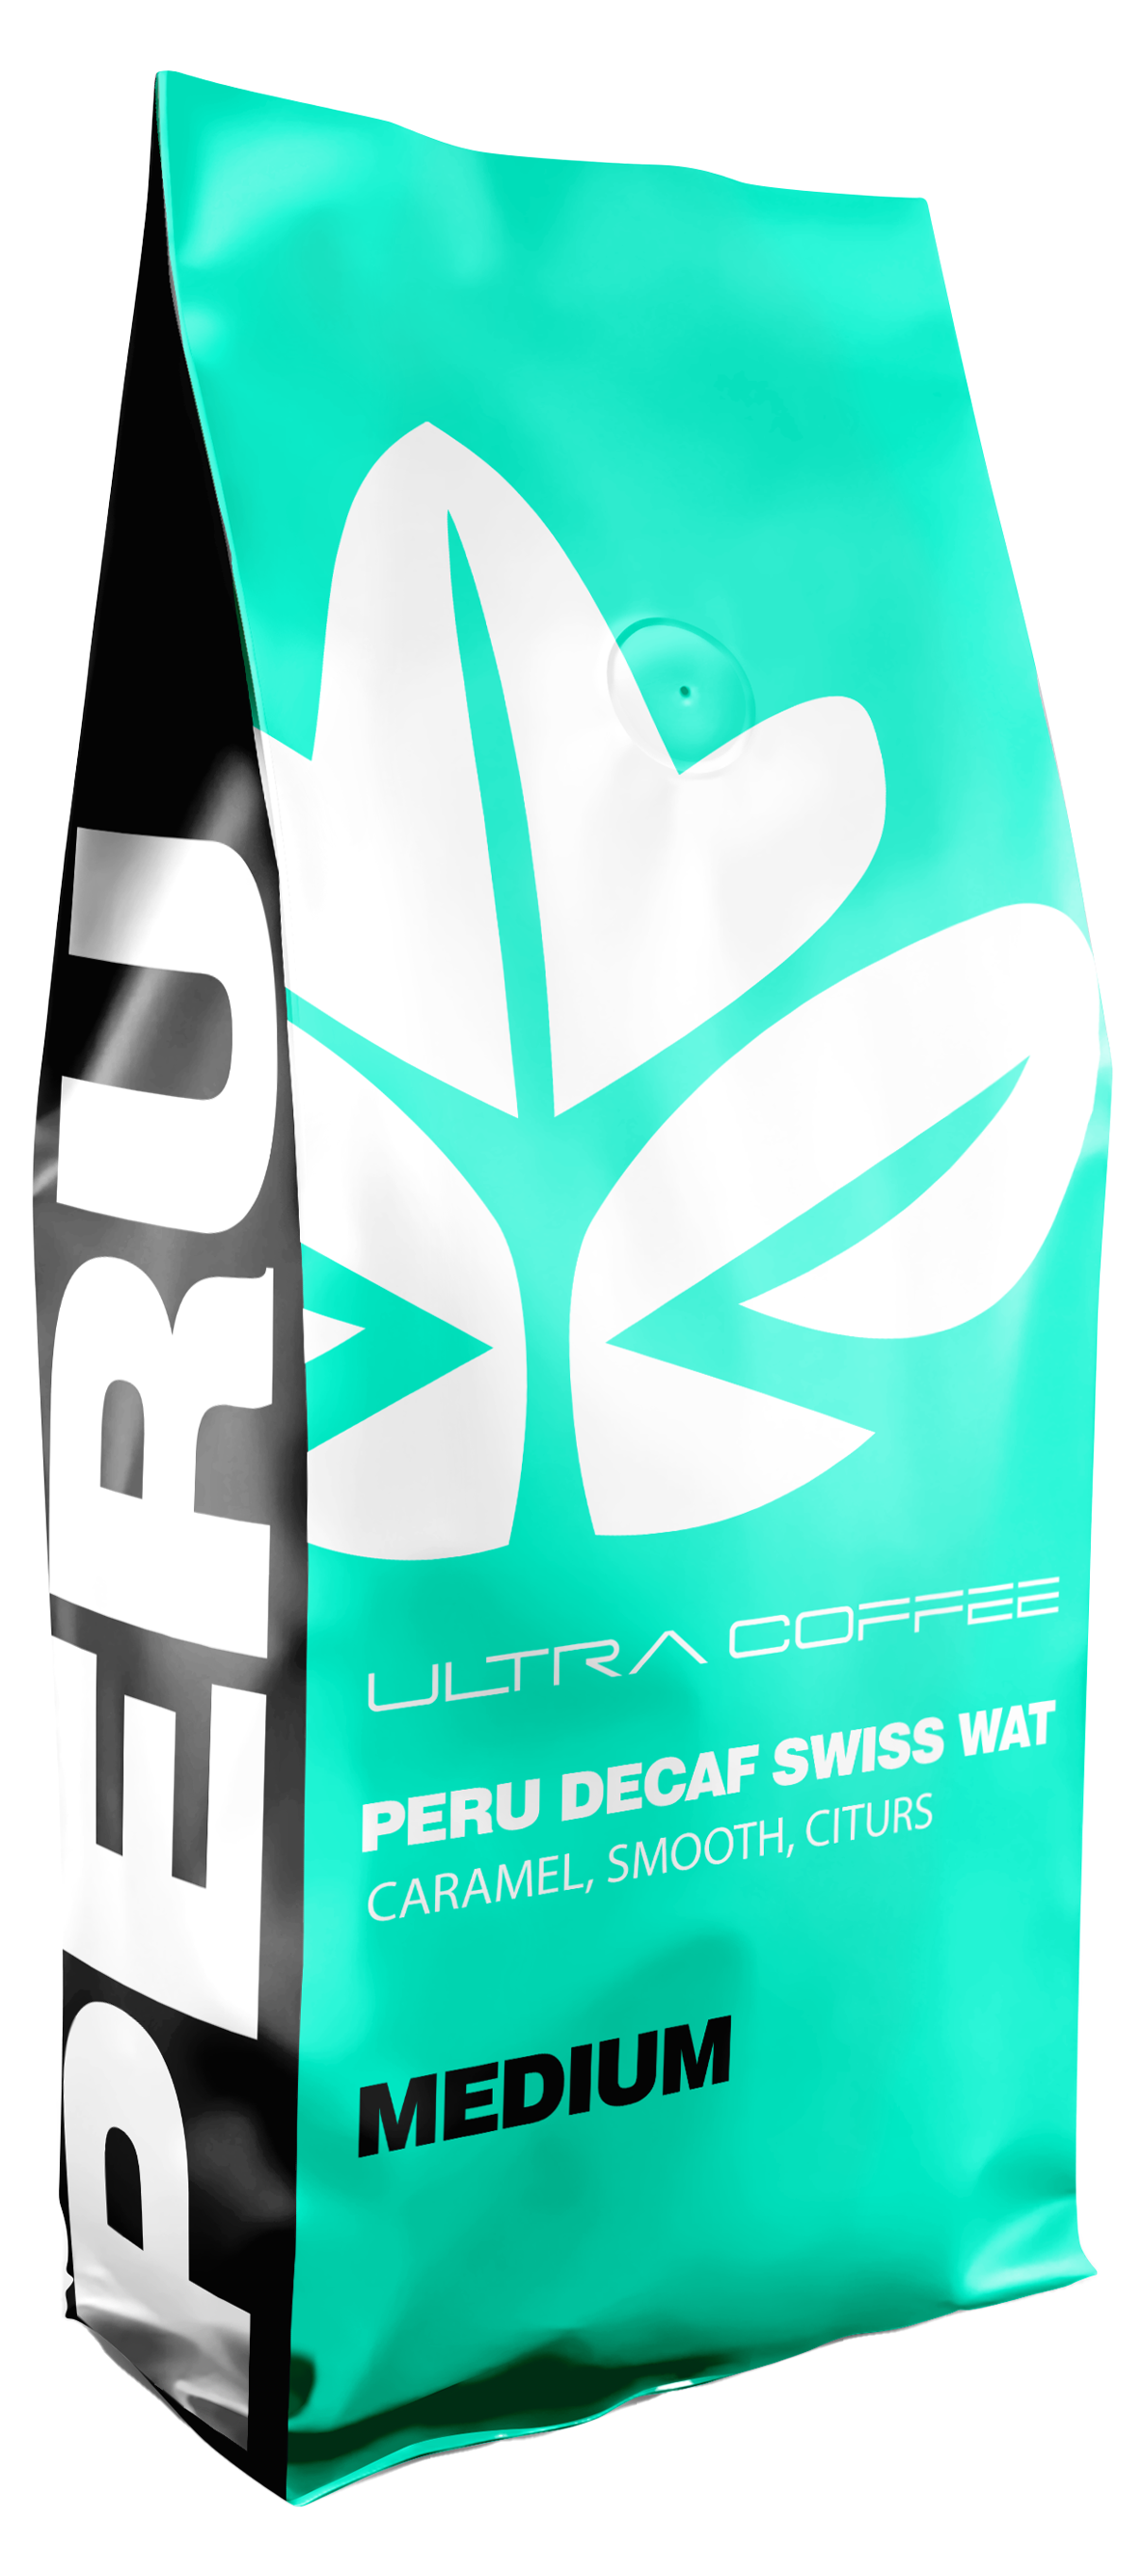 PERU
ULTRA COFFEE
PERU DECAF SWISS WAT
CARAMEL, SMOOTH, CITURS
MEDIUM